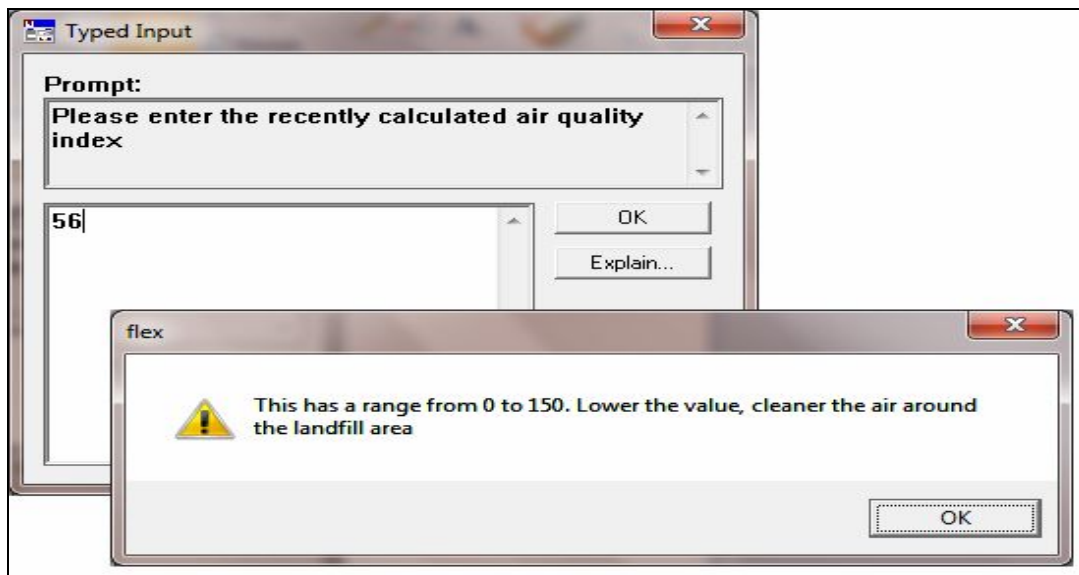 Typed Input
Prompt:
Please enter the recently calculated air quality
index
56
OK
Explain...
flex
This has a range from 0 to 150. Lower the value, cleaner the air around
the landfill area
OK